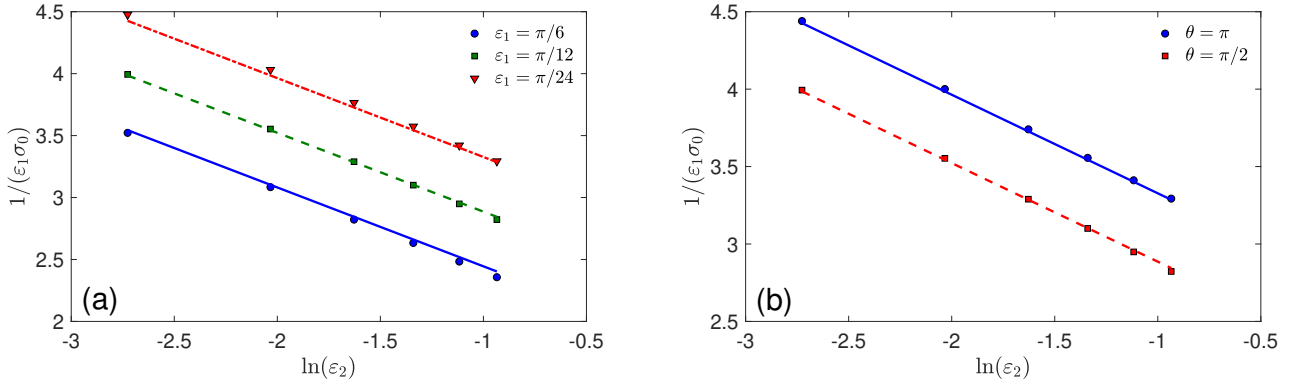 4.5
4
3.5
3
2.5
2
-3
-2.5
-2
-1.5
-1
-0.5
1/(ε₁σ₀)
ln(ε₂)
ε₁ = π/6
ε₁ = π/12
ε₁ = π/24
(a)
4.5
4
3.5
3
2.5
-3
-2.5
-2
-1.5
-1
-0.5
1/(ε₁σ₀)
ln(ε₂)
θ = π
θ = π/2
(b)